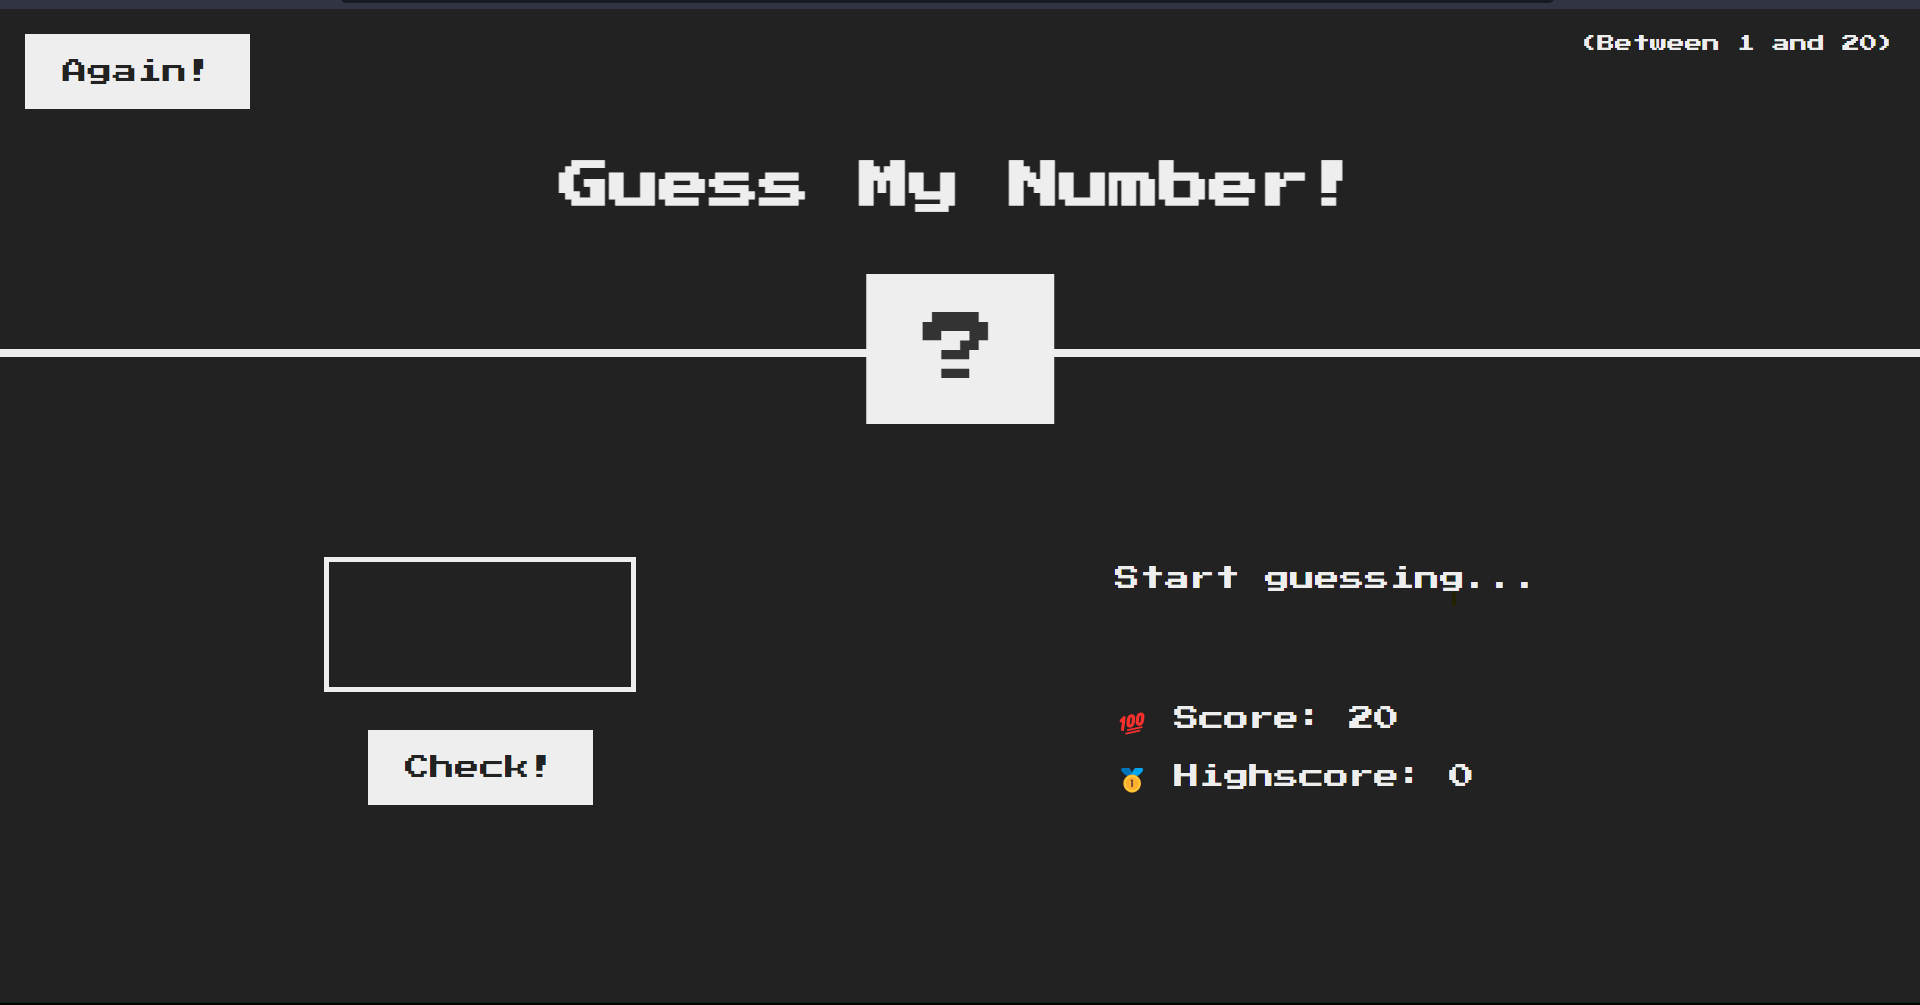 Again!
(Between 1 and 20)
Guess My Number!
?
Start guessing...
Check!
💯 Score: 20
🥇 Highscore: 0